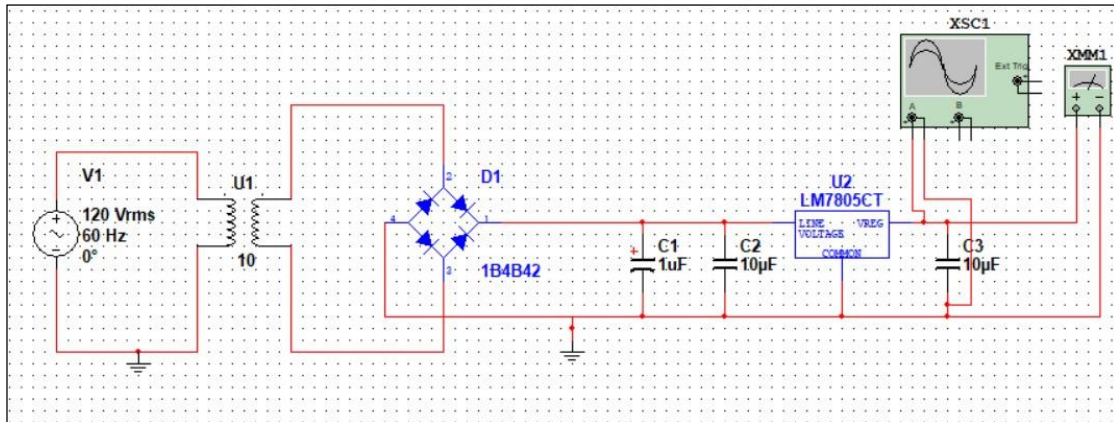 XSC1
XMM1
Ext Trig
A
B
V1
120 Vrms
60 Hz
0°
U1
10
D1
2
4
1
3
1B4B42
U2
LM7805CT
LINE
VOLTAGE
VREG
COMMON
C1
1uF
C2
10µF
C3
10µF